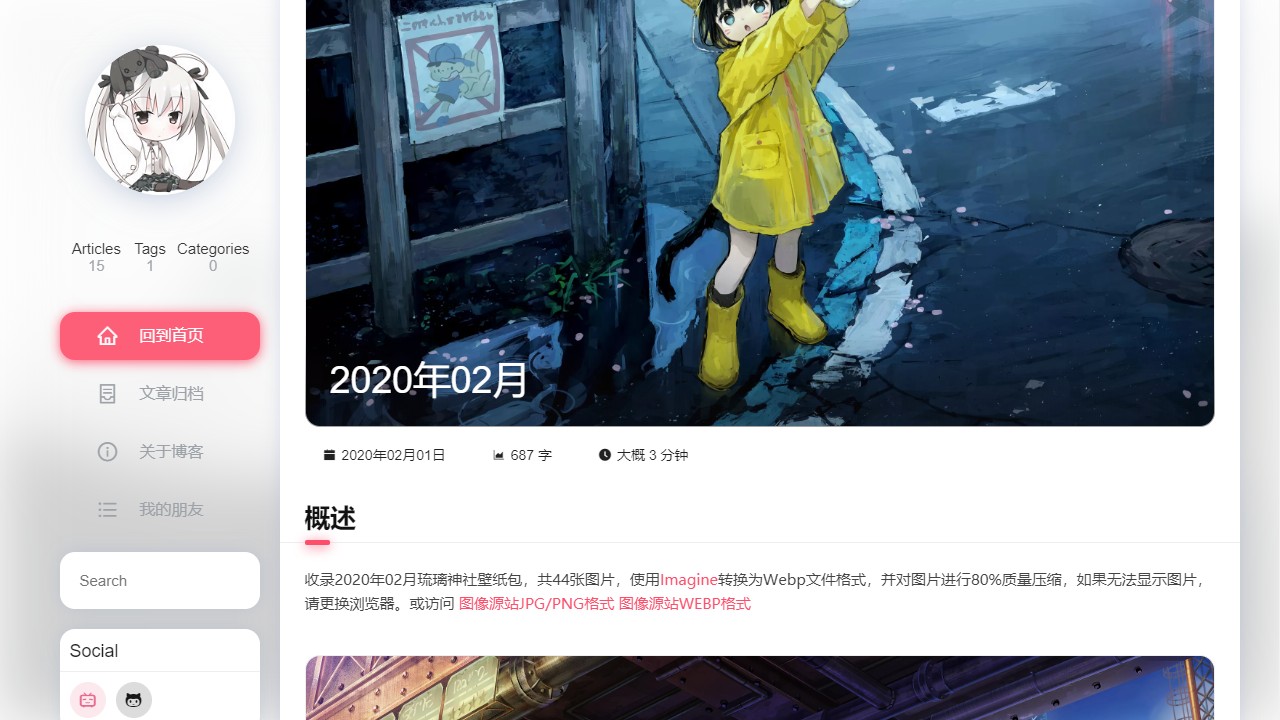 Articles Tags Categories
15 1 0
回到首页
文章归档
关于博客
我的朋友
Search
Social
2020年02月
2020年02月01日 687 字 大概 3 分钟
概述
收录2020年02月琉璃神社壁纸包，共44张图片，使用Imagine转换为Webp文件格式，并对图片进行80%质量压缩，如果无法显示图片，
请更换浏览器。或访问 图像源站JPG/PNG格式 图像源站WEBP格式